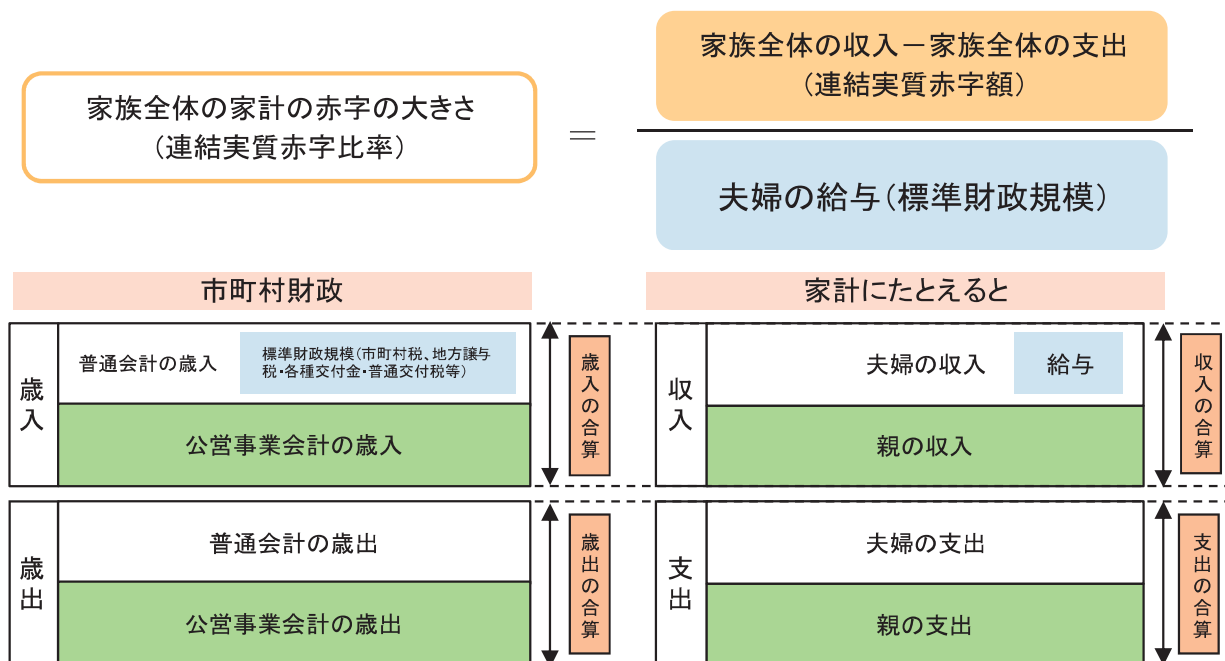 家族全体の家計の赤字の大きさ
(連結実質赤字比率)
=
家族全体の収入－家族全体の支出
(連結実質赤字額)
夫婦の給与(標準財政規模)
市町村財政
歳入
普通会計の歳入
標準財政規模(市町村税、地方譲与
税・各種交付金・普通交付税等)
公営事業会計の歳入
歳入の合算
歳出
普通会計の歳出
公営事業会計の歳出
歳出の合算
家計にたとえると
収入
夫婦の収入
給与
親の収入
収入の合算
支出
夫婦の支出
親の支出
支出の合算